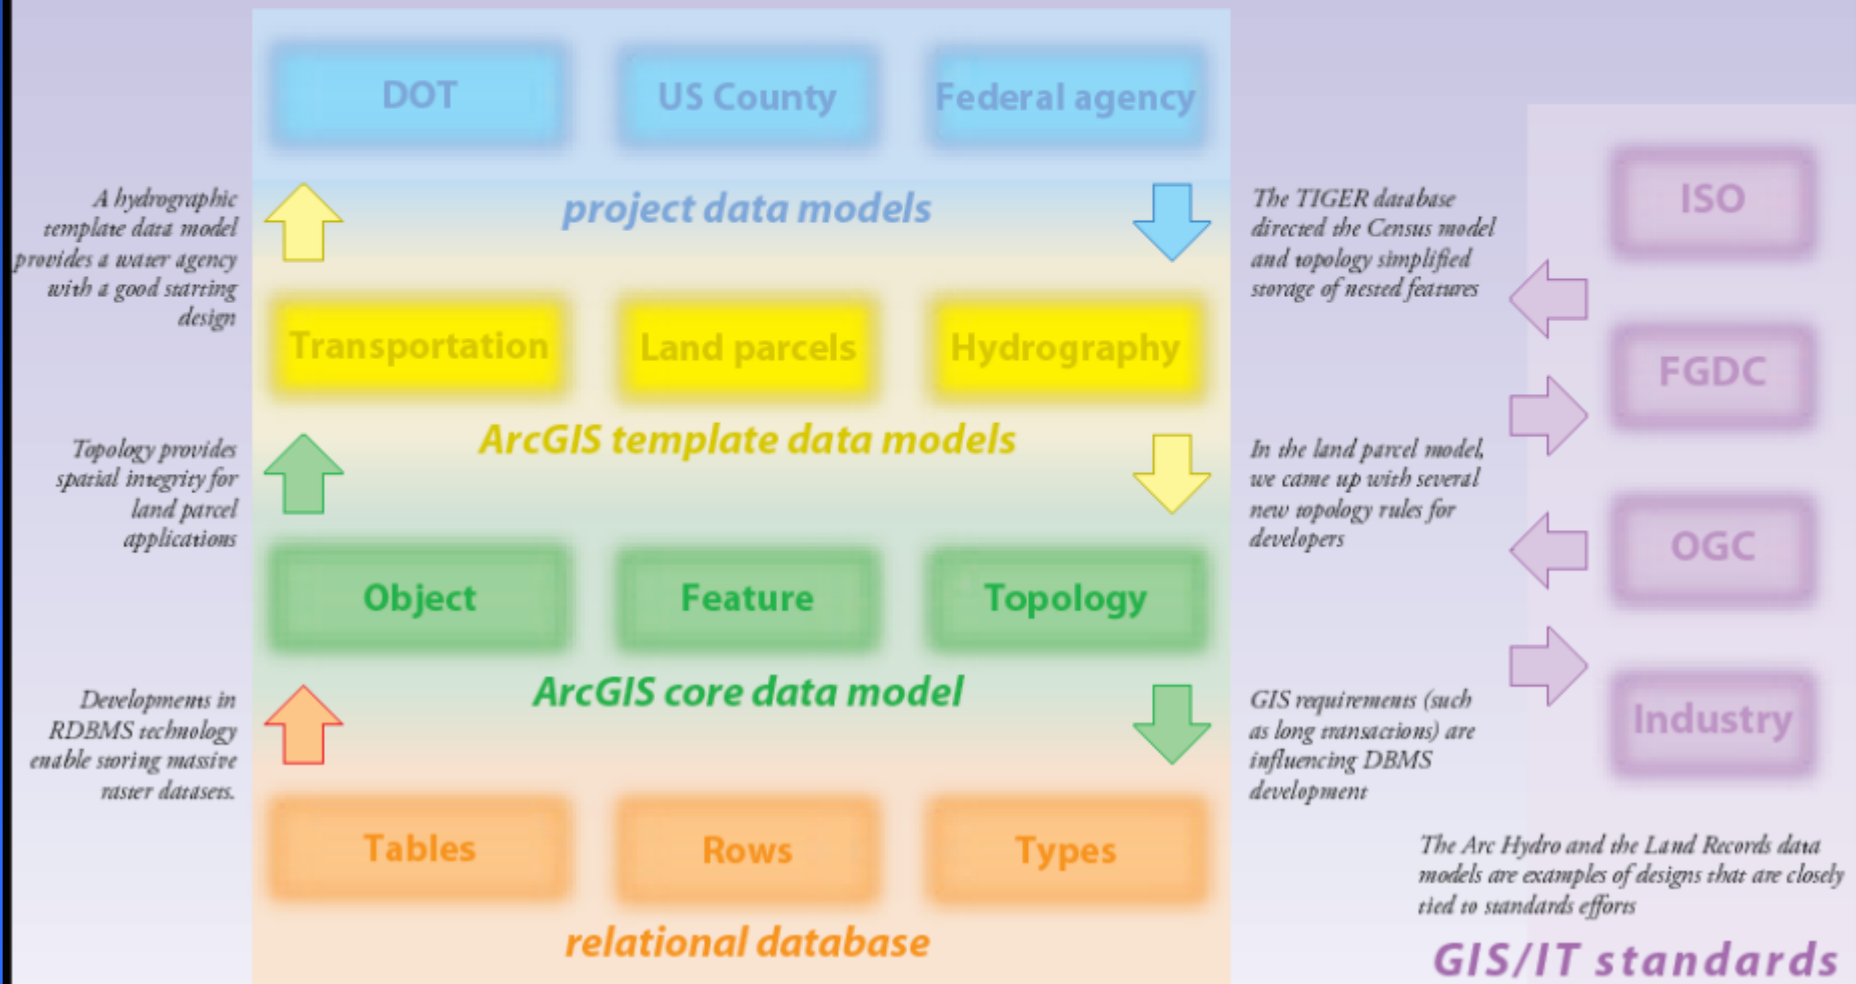 DOT
US County
Federal agency
project data models
A hydrographic
template data model
provides a water agency
with a good starting
design
The TIGER database
directed the Census model
and topology simplified
storage of nested features
Transportation
Land parcels
Hydrography
ArcGIS template data models
Topology provides
spatial integrity for
land parcel
applications
In the land parcel model,
we came up with several
new topology rules for
developers
Object
Feature
Topology
ArcGIS core data model
Developments in
RDBMS technology
enable storing massive
raster datasets.
GIS requirements (such
as long transactions) are
influencing DBMS
development
Tables
Rows
Types
relational database
ISO
FGDC
OGC
Industry
The Arc Hydro and the Land Records data
models are examples of designs that are closely
tied to standards efforts
GIS/IT standards